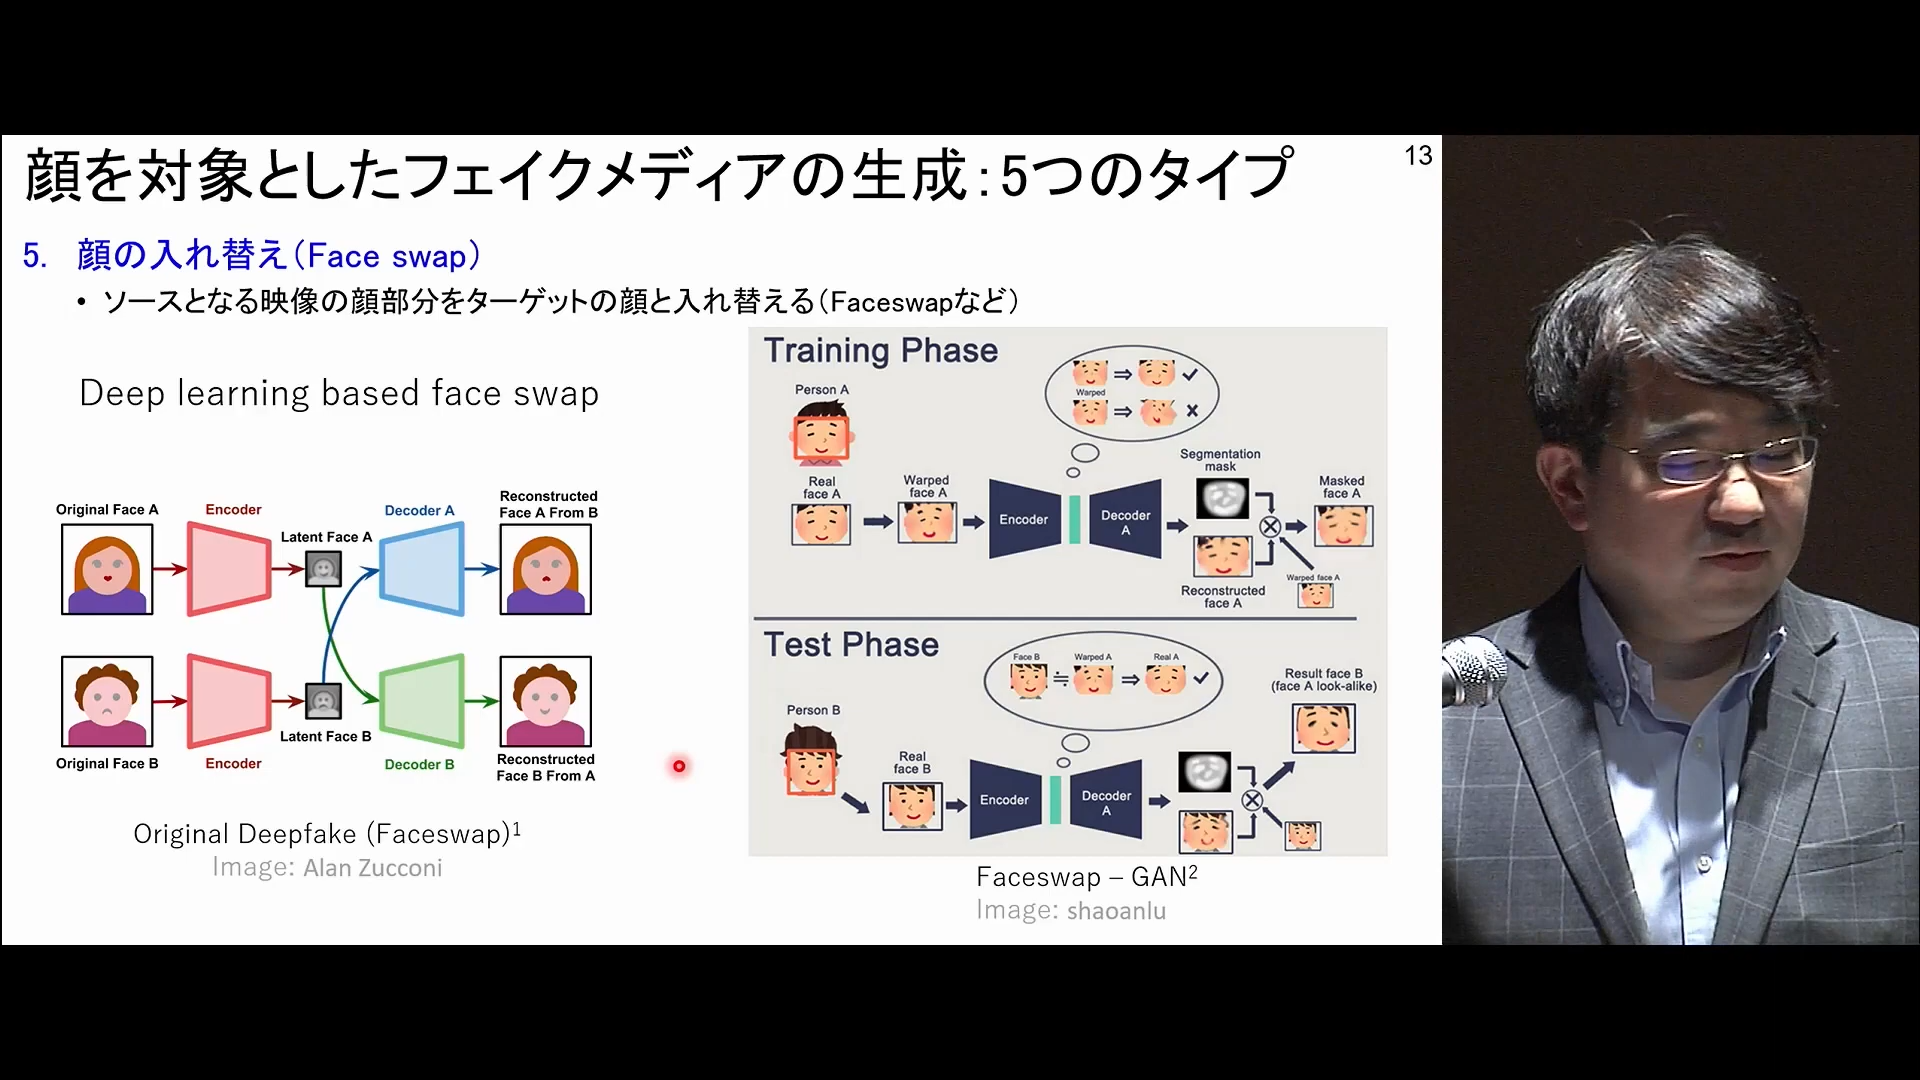 顔を対象としたフェイクメディアの生成：5つのタイプ
13
5. 顔の入れ替え（Face swap）
• ソースとなる映像の顔部分をターゲットの顔と入れ替える（Faceswapなど）
Deep learning based face swap
Original Face A
Encoder
Latent Face A
Decoder A
Reconstructed
Face A From B
Original Face B
Encoder
Latent Face B
Decoder B
Reconstructed
Face B From A
Original Deepfake (Faceswap)1
Image: Alan Zucconi
Training Phase
Person A
Warped
Real
face A
Warped
face A
Encoder
Decoder
A
Segmentation
mask
Reconstructed
face A
Masked
face A
Warped face A
Test Phase
Face B
Warped A
Real A
Person B
Real
face B
Encoder
Decoder
A
Result face B
(face A look-alike)
Faceswap – GAN2
Image: shaoanlu